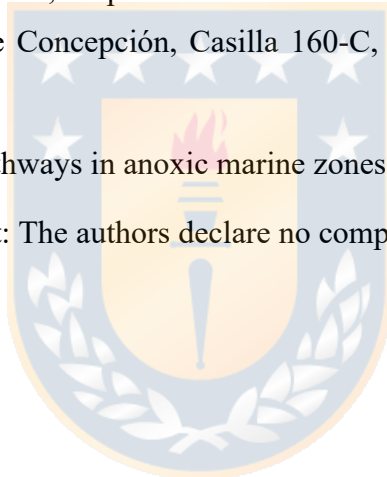 e Concepción, Casilla 160-C,
hways in anoxic marine zones
: The authors declare no comp